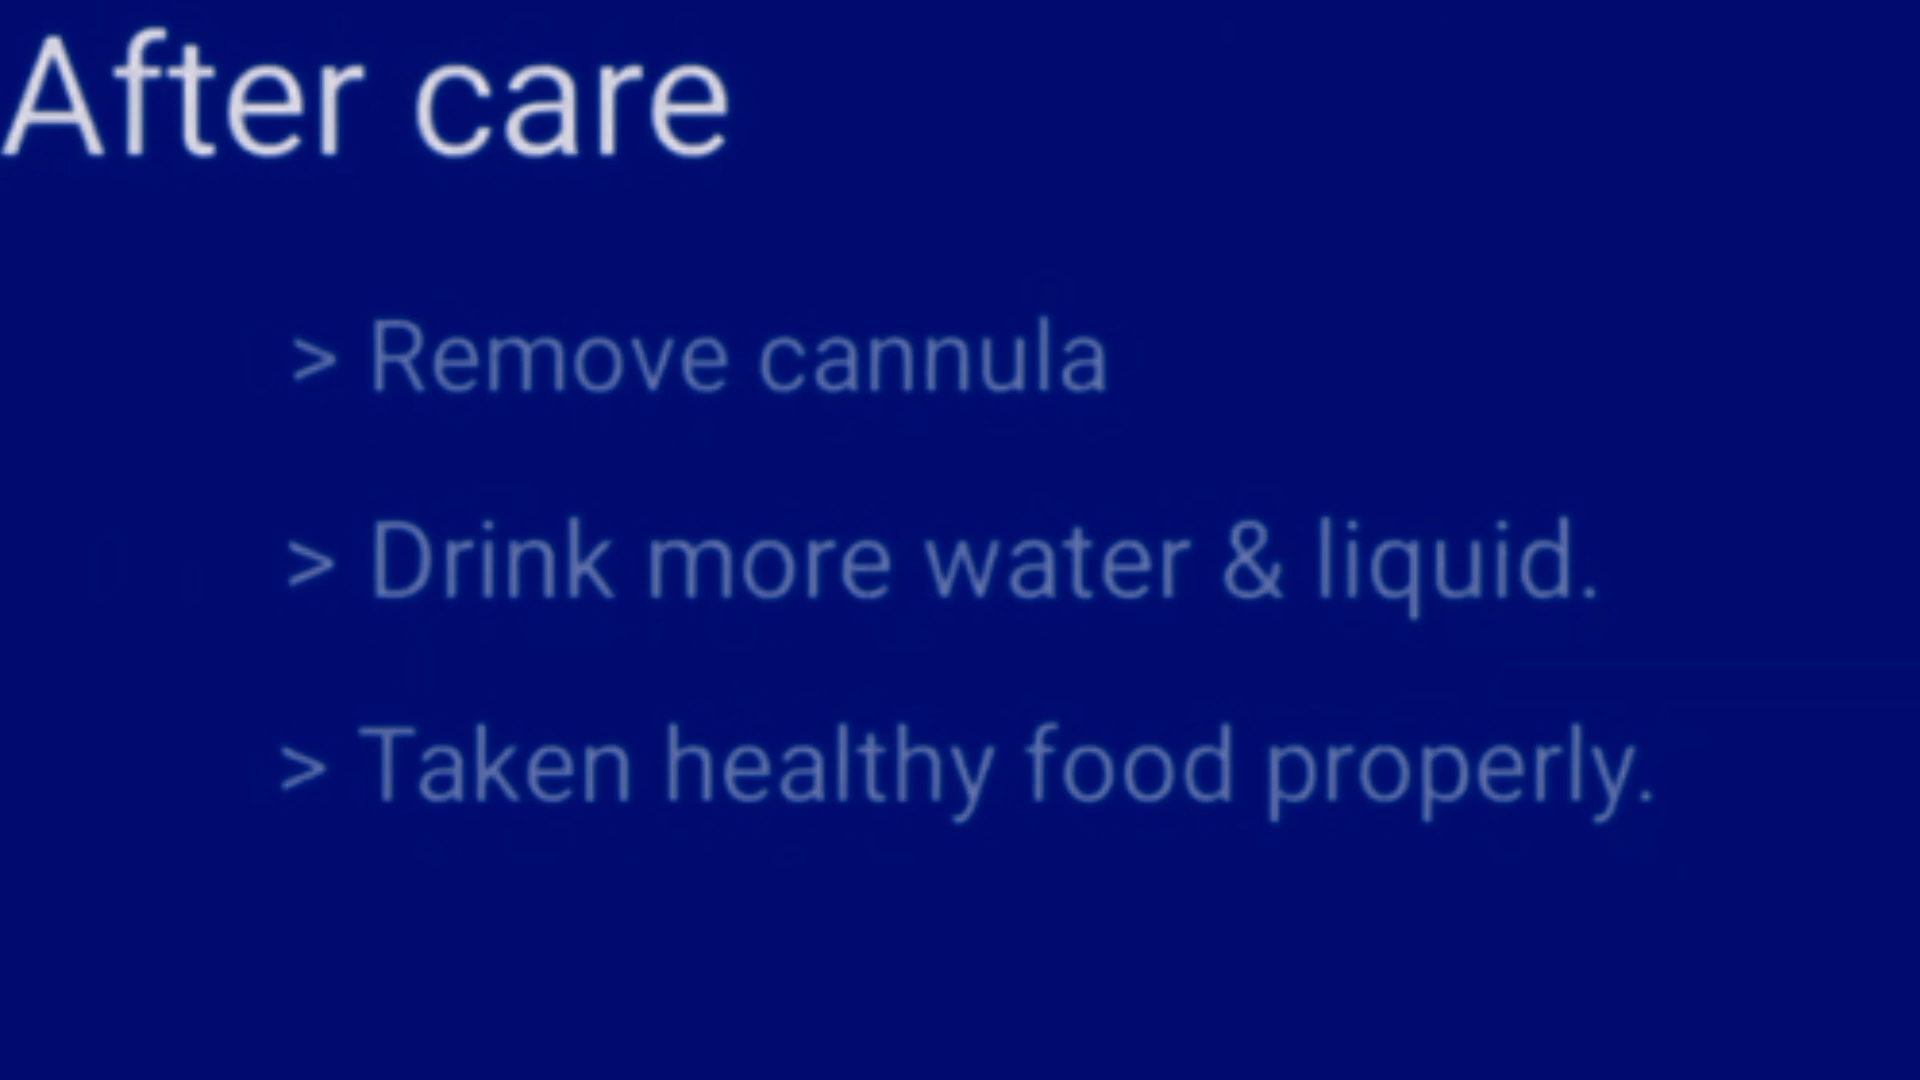 After care
> Remove cannula
> Drink more water & liquid.
> Taken healthy food properly.